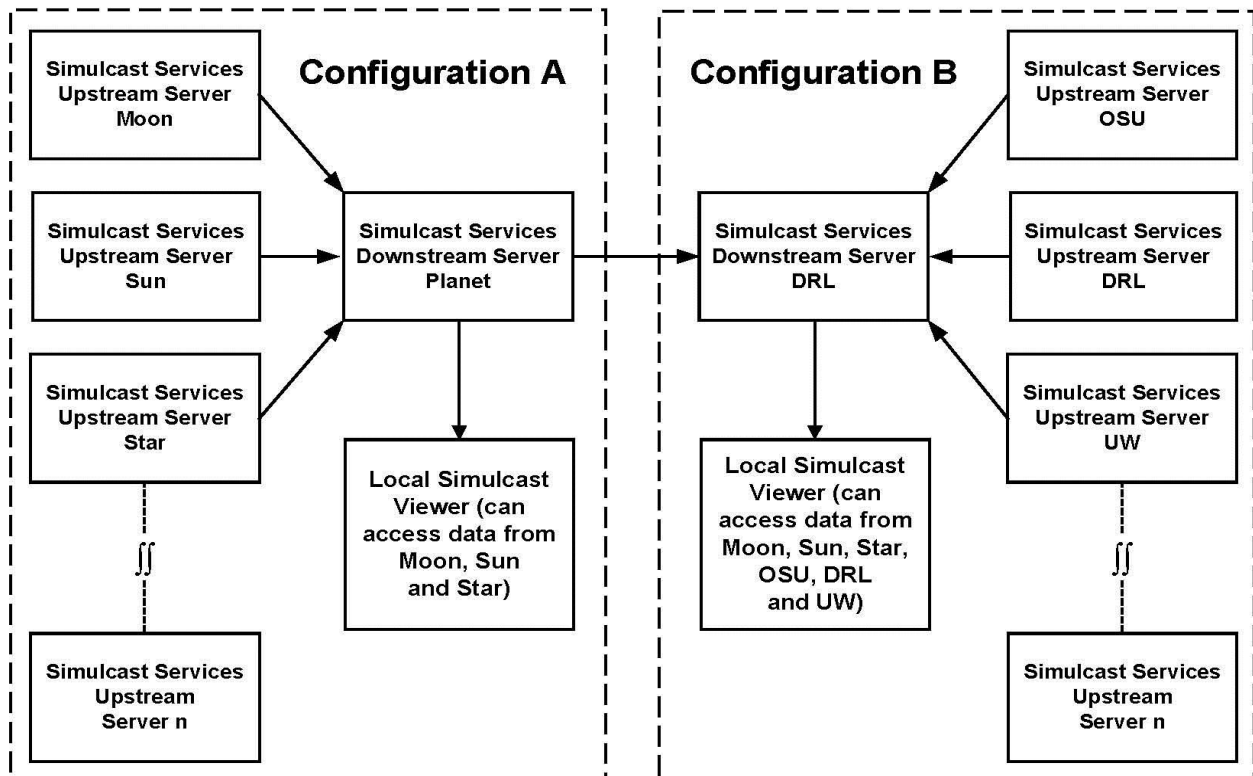 Configuration A
Simulcast Services
Upstream Server
Moon
Simulcast Services
Upstream Server
Sun
Simulcast Services
Upstream Server
Star
∬
Simulcast Services
Upstream
Server n
Simulcast Services
Downstream Server
Planet
Local Simulcast
Viewer (can
access data from
Moon, Sun
and Star)
Configuration B
Simulcast Services
Downstream Server
DRL
Local Simulcast
Viewer (can
access data from
Moon, Sun, Star,
OSU, DRL
and UW)
Simulcast Services
Upstream Server
OSU
Simulcast Services
Upstream Server
DRL
Simulcast Services
Upstream Server
UW
∬
Simulcast Services
Upstream
Server n